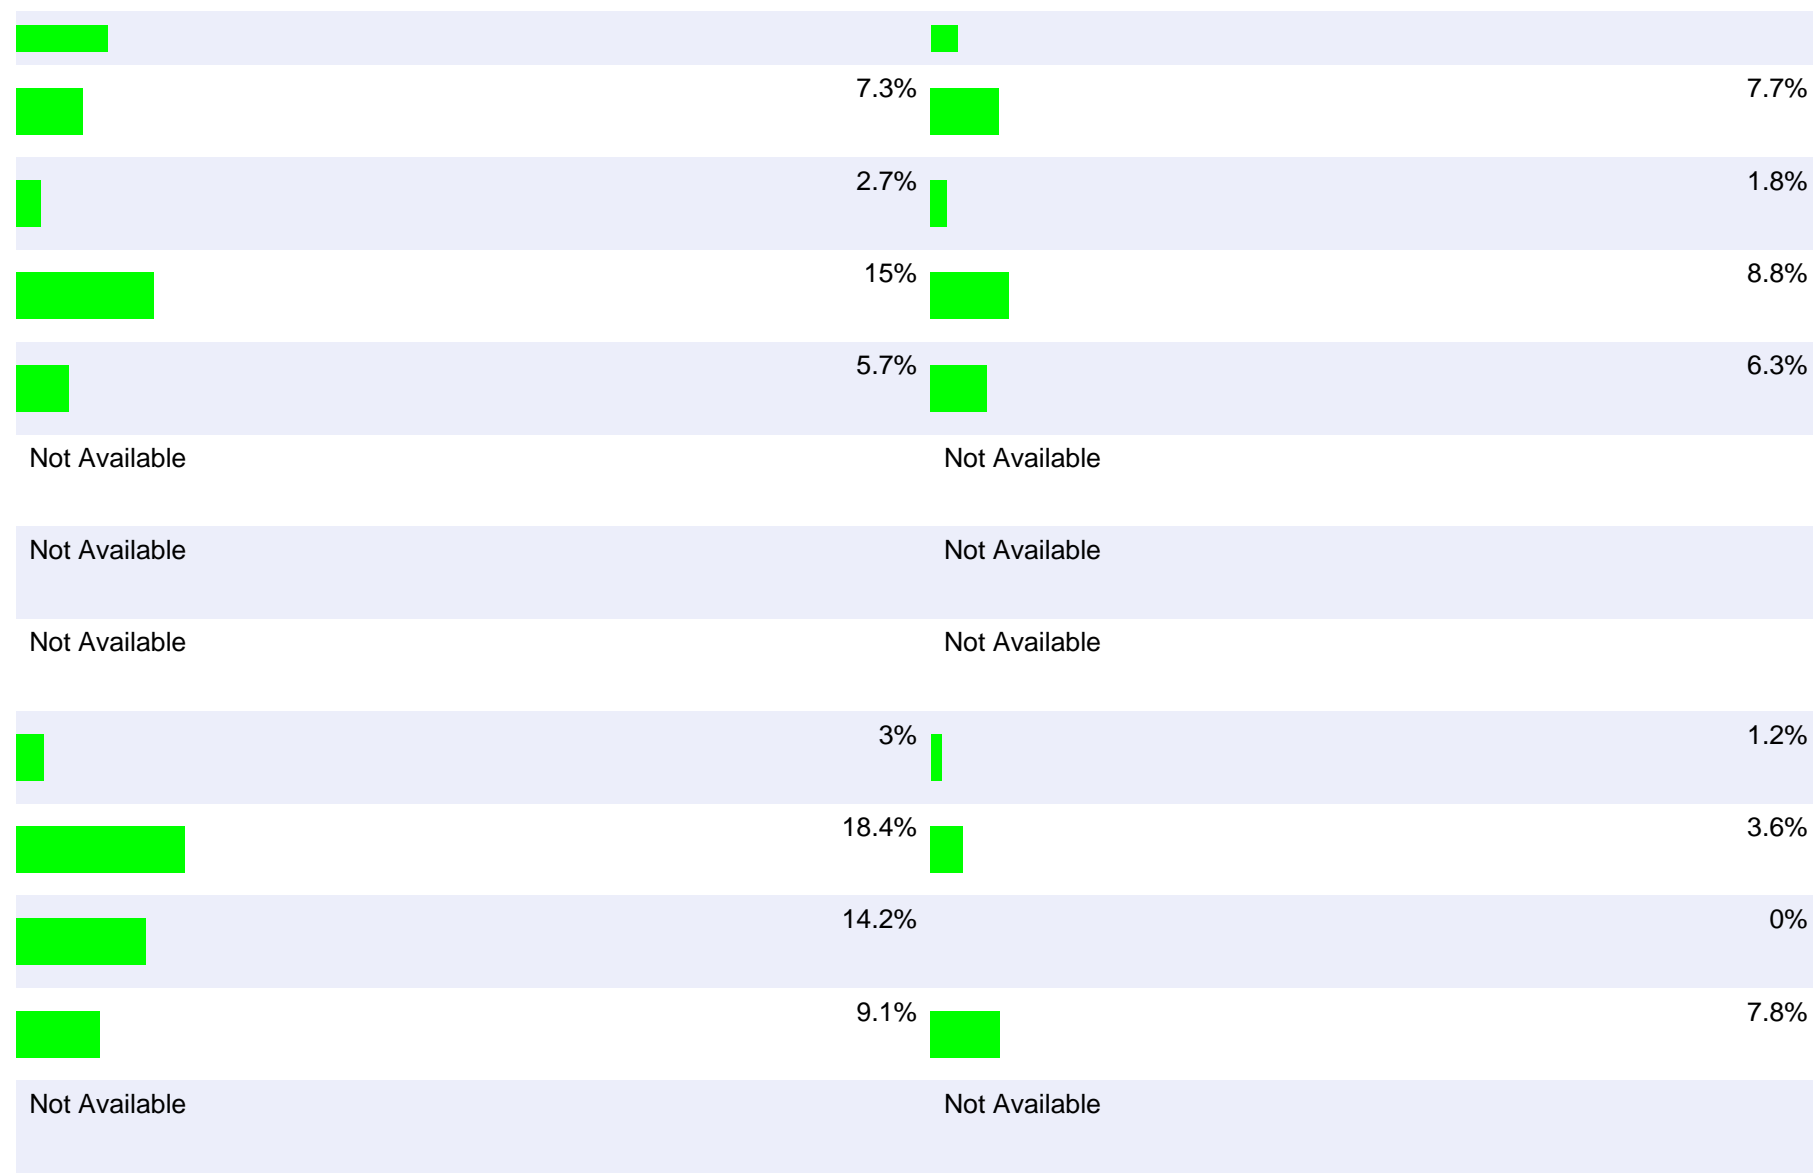 7.3% 7.7%
2.7% 1.8%
15% 8.8%
5.7% 6.3%
Not Available Not Available
Not Available Not Available
Not Available Not Available
3% 1.2%
18.4% 3.6%
14.2% 0%
9.1% 7.8%
Not Available Not Available